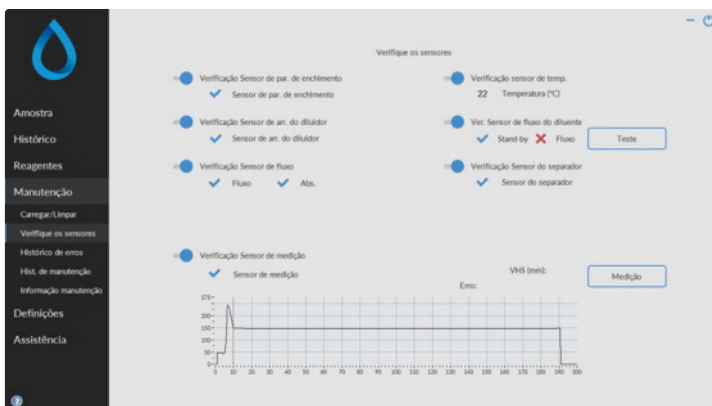 Verifique os sensores
Amostra
Histórico
Reagentes
Manutenção
Carregar/Limpar
Verifique os sensores
Histórico de erros
Hist. de manutenção
Informação manutenção
Definições
Assistência
?
Verificação Sensor de par. de enchimento
Sensor de par. de enchimento
Verificação Sensor de arr. do diluidor
Sensor de arr. do diluidor
Verificação Sensor de fluxo
Fluxo Abs.
Verificação sensor de temp.
22 Temperatura (°C)
Ver. Sensor de fluxo do diluente
Stand-by Fluxo Teste
Verificação Sensor do separador
Sensor do separador
Verificação Sensor de medição
Sensor de medição
VHS (mm):
Erro:
Medição
270
200
150
100
50
0
0 10 20 30 40 50 60 70 80 90 100 110 120 130 140 150 160 170 180 190 200